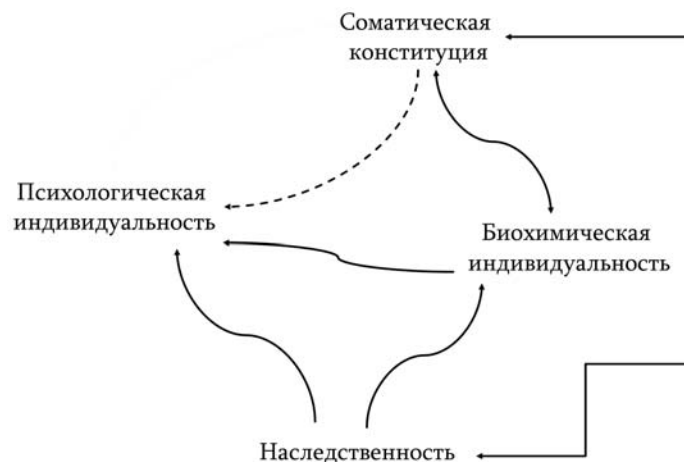 Соматическая
конституция
Психологическая
индивидуальность
Биохимическая
индивидуальность
Наследственность